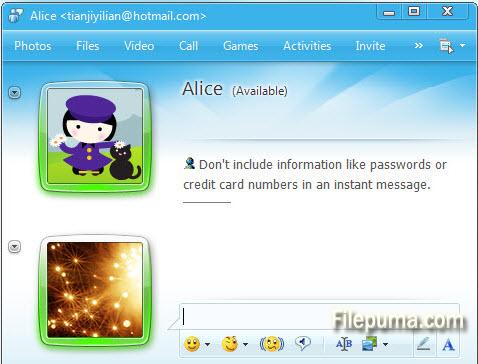 Alice <tianjiyilian@hotmail.com>
Photos Files Video Call Games Activities Invite »
Alice (Available)
Don't include information like passwords or
credit card numbers in an instant message.
Filepuma.com
A